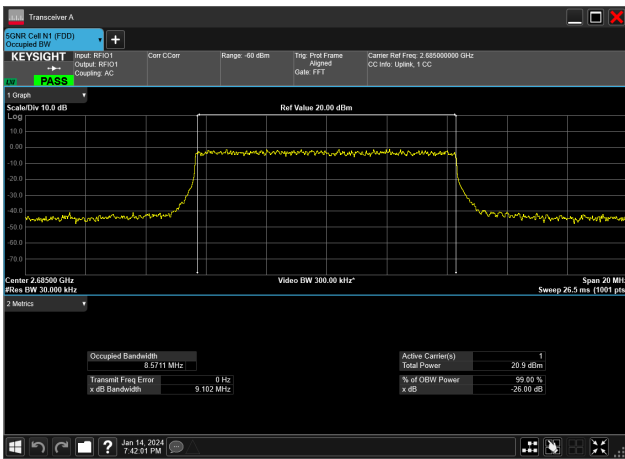 Transceiver A
5GNR Cell N1 (FDD)
Occupied BW
KEYSIGHT
PASS
Input: RFIO1
Output: RFIO1
Coupling: AC
Corr CCorr
Range: -60 dBm
Trig: Prot Frame
Aligned
Gate: FFT
Carrier Ref Freq: 2.685000000 GHz
CC Info: Uplink, 1 CC
1 Graph
Scale/Div 10.0 dB
Ref Value 20.00 dBm
Log
10.0
0.00
-10.0
-20.0
-30.0
-40.0
-50.0
-60.0
-70.0
Center 2.68500 GHz
Video BW 300.00 kHz*
Span 20 MHz
#Res BW 30.000 kHz
Sweep 26.5 ms (1001 pts
2 Metrics
Occupied Bandwidth
8.5711 MHz
Active Carrier(s) 1
Total Power 20.9 dBm
Transmit Freq Error 0 Hz
x dB Bandwidth 9.102 MHz
% of OBW Power 99.00 %
x dB -26.00 dB
?
Jan 14, 2024
7:42:01 PM